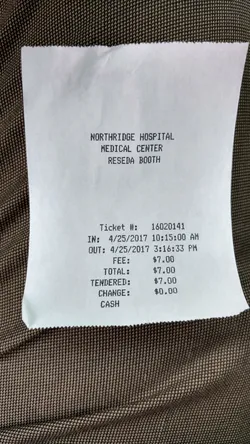 NORTHRIDGE HOSPITAL
MEDICAL CENTER
RESEDA BOOTH
Ticket #: 16020141
IN: 4/25/2017 10:15:00 AM
OUT: 4/25/2017 3:16:33 PM
FEE: $7.00
TOTAL: $7.00
TENDERED: $7.00
CHANGE: $0.00
CASH